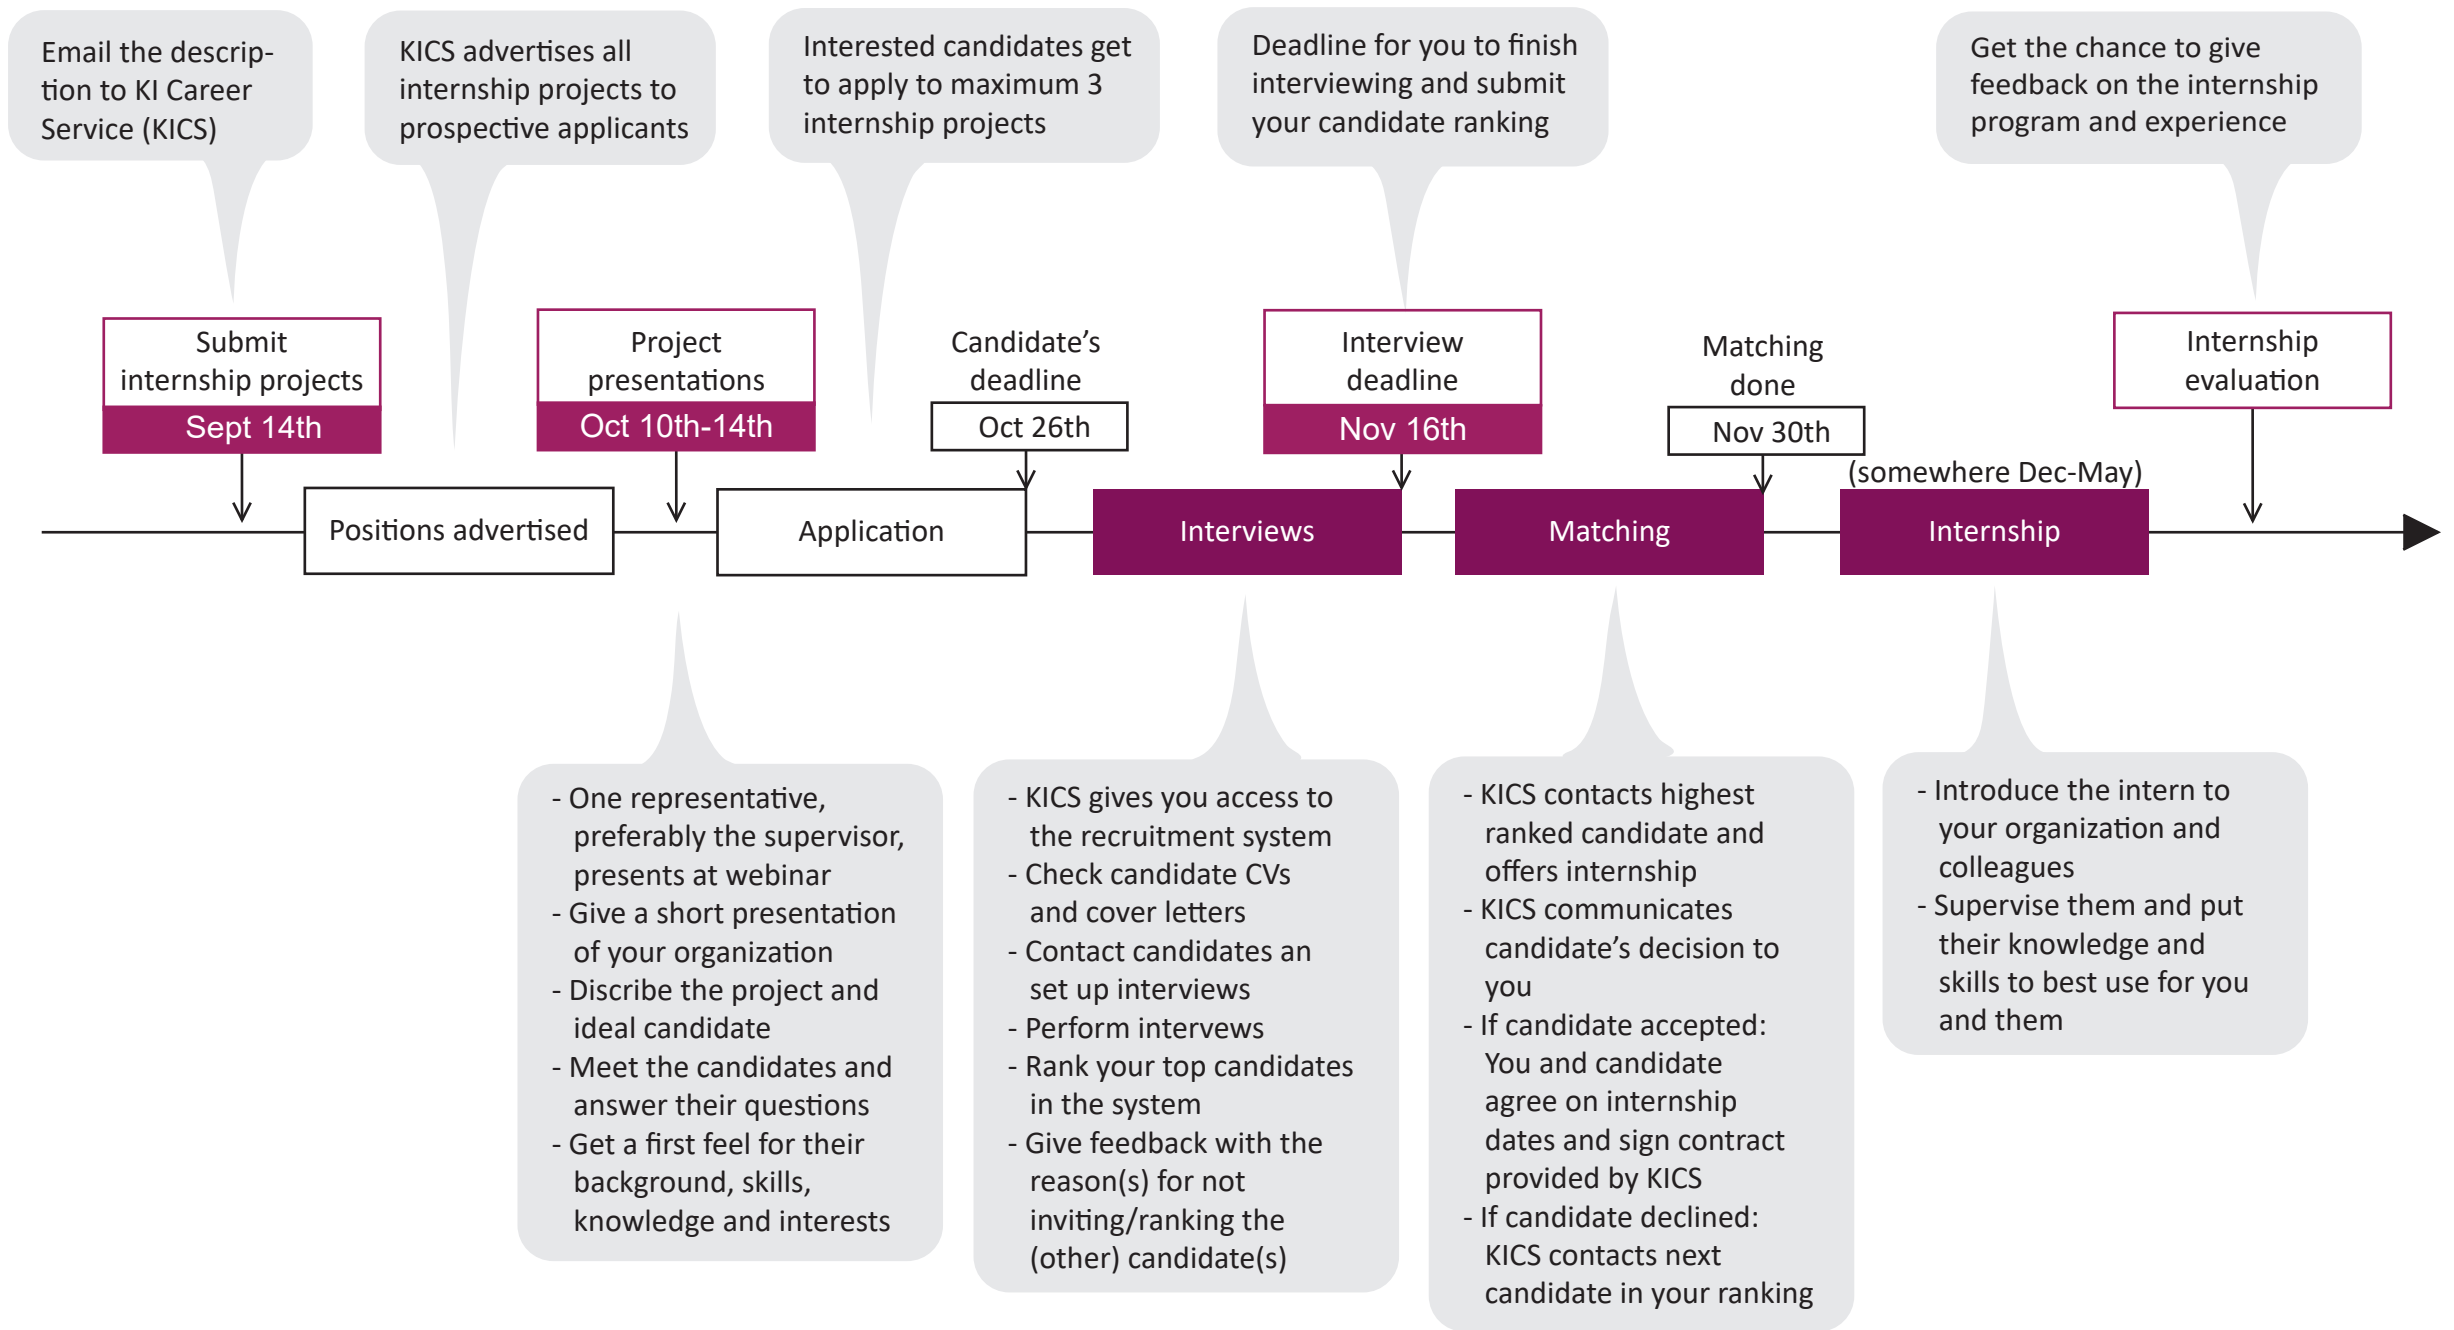 Email the descrip-
tion to KI Career
Service (KICS)
KICS advertises all
internship projects to
prospective applicants
Interested candidates get
to apply to maximum 3
internship projects
Deadline for you to finish
interviewing and submit
your candidate ranking
Get the chance to give
feedback on the internship
program and experience
Submit
internship projects
Sept 14th
Project
presentations
Oct 10th-14th
Candidate’s
deadline
Oct 26th
Interview
deadline
Nov 16th
Matching
done
Nov 30th
(somewhere Dec-May)
Internship
evaluation
Positions advertised
Application
Interviews
Matching
Internship
- One representative,
preferably the supervisor,
presents at webinar
- Give a short presentation
of your organization
- Discribe the project and
ideal candidate
- Meet the candidates and
answer their questions
- Get a first feel for their
background, skills,
knowledge and interests
- KICS gives you access to
the recruitment system
- Check candidate CVs
and cover letters
- Contact candidates an
set up interviews
- Perform intervews
- Rank your top candidates
in the system
- Give feedback with the
reason(s) for not
inviting/ranking the
(other) candidate(s)
- KICS contacts highest
ranked candidate and
offers internship
- KICS communicates
candidate’s decision to
you
- If candidate accepted:
You and candidate
agree on internship
dates and sign contract
provided by KICS
- If candidate declined:
KICS contacts next
candidate in your ranking
- Introduce the intern to
your organization and
colleagues
- Supervise them and put
their knowledge and
skills to best use for you
and them